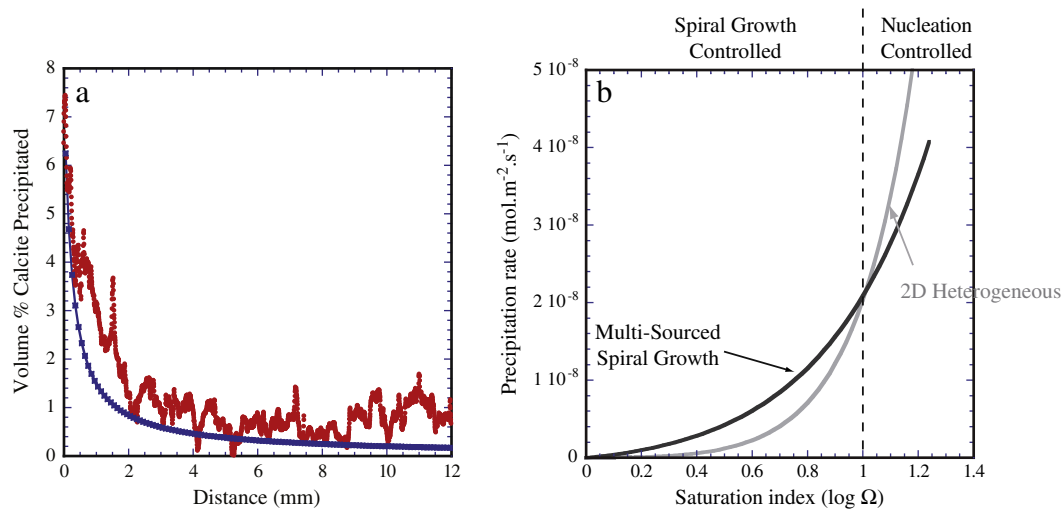 a
Volume % Calcite Precipitated
8
7
6
5
4
3
2
1
0
0 2 4 6 8 10 12
Distance (mm)
Spiral Growth
Controlled
Nucleation
Controlled
b
Precipitation rate (mol.m-2.s-1)
5 10-8
4 10-8
3 10-8
2 10-8
1 10-8
0
0 0.2 0.4 0.6 0.8 1 1.2 1.4
Saturation index (log Ω)
2D Heterogeneous
Multi-Sourced
Spiral Growth